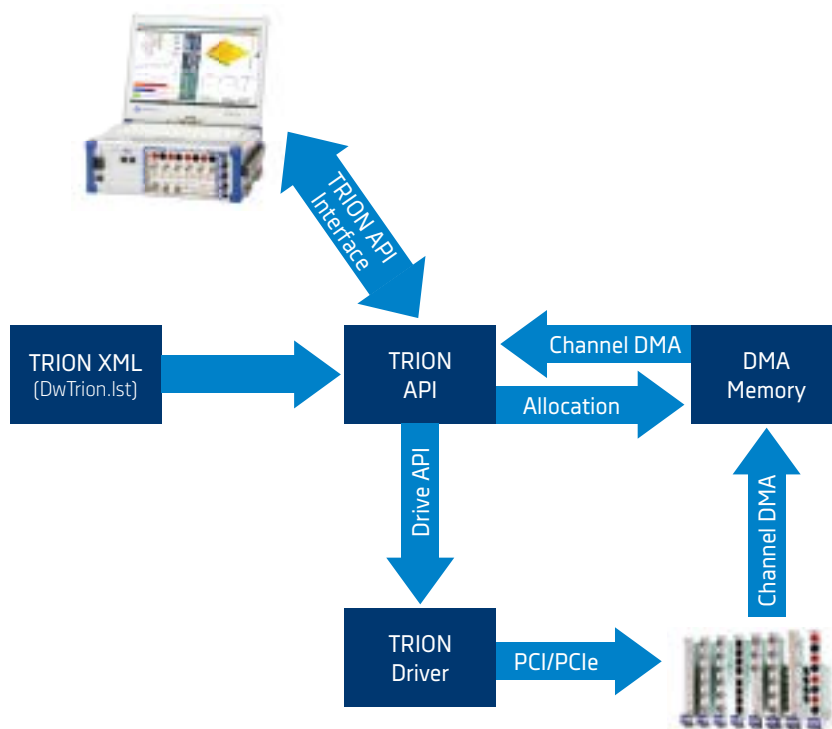 TRION API
Interface
TRION XML
(DwTrion.lst)
TRION
API
Channel DMA
Allocation
DMA
Memory
Drive API
Channel DMA
TRION
Driver
PCI/PCIe